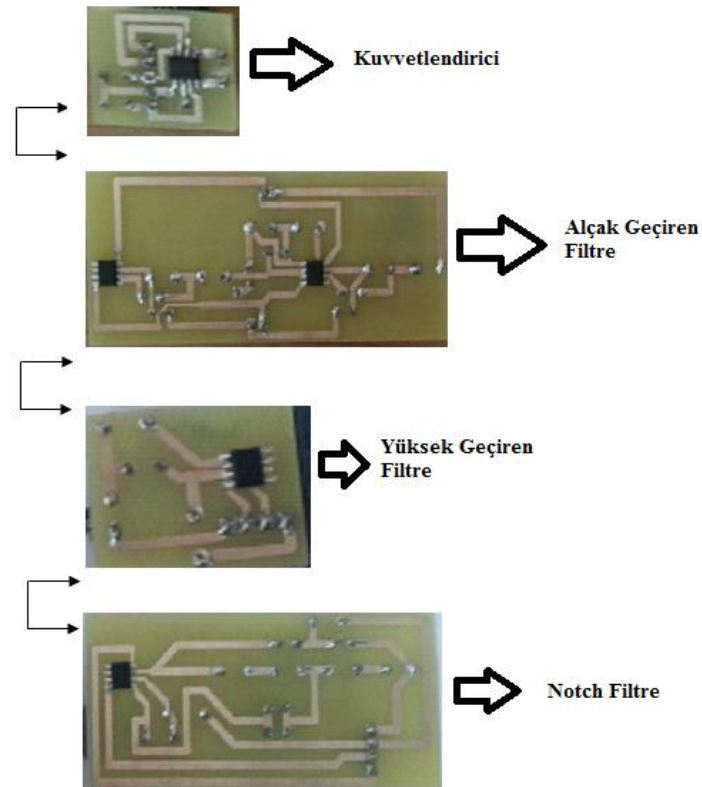 Kuvvetlendirici
Alçak Geçiren
Filtre
Yüksek Geçiren
Filtre
Notch Filtre